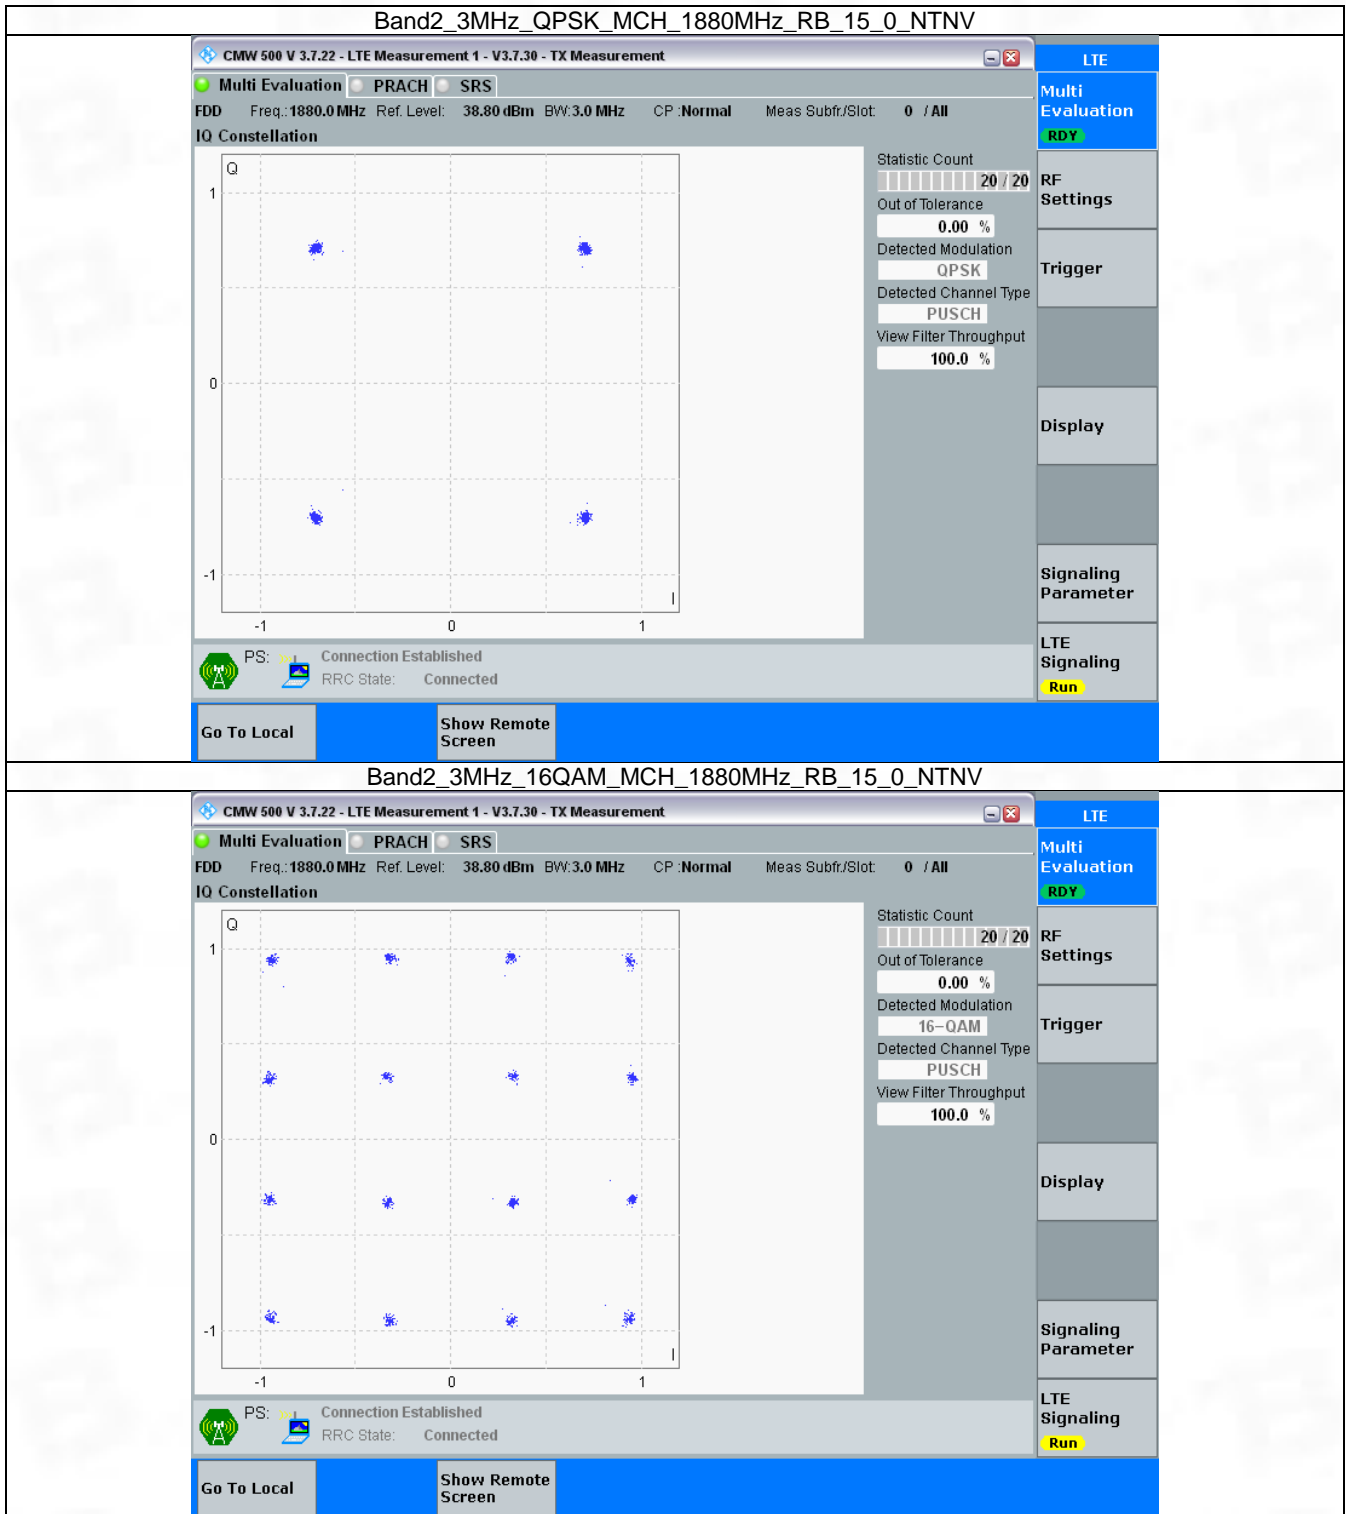 Band2_3MHz_QPSK_MCH_1880MHz_RB_15_0_NTNV
CMW 500 V 3.7.22 - LTE Measurement 1 - V3.7.30 - TX Measurement
LTE
Multi Evaluation PRACH SRS
Multi
Evaluation
RDY
FDD Freq.: 1880.0 MHz Ref. Level: 38.80 dBm BW: 3.0 MHz CP : Normal Meas Subfr./Slot: 0 / All
IQ Constellation
Q
1
0
-1
I
-1 0 1
Statistic Count
20 / 20
Out of Tolerance
0.00 %
Detected Modulation
QPSK
Detected Channel Type
PUSCH
View Filter Throughput
100.0 %
RF
Settings
Trigger
Display
Signaling
Parameter
LTE
Signaling
Run
PS: Connection Established
RRC State: Connected
Go To Local
Show Remote
Screen
Band2_3MHz_16QAM_MCH_1880MHz_RB_15_0_NTNV
CMW 500 V 3.7.22 - LTE Measurement 1 - V3.7.30 - TX Measurement
LTE
Multi Evaluation PRACH SRS
Multi
Evaluation
RDY
FDD Freq.: 1880.0 MHz Ref. Level: 38.80 dBm BW: 3.0 MHz CP : Normal Meas Subfr./Slot: 0 / All
IQ Constellation
Q
1
0
-1
I
-1 0 1
Statistic Count
20 / 20
Out of Tolerance
0.00 %
Detected Modulation
16-QAM
Detected Channel Type
PUSCH
View Filter Throughput
100.0 %
RF
Settings
Trigger
Display
Signaling
Parameter
LTE
Signaling
Run
PS: Connection Established
RRC State: Connected
Go To Local
Show Remote
Screen